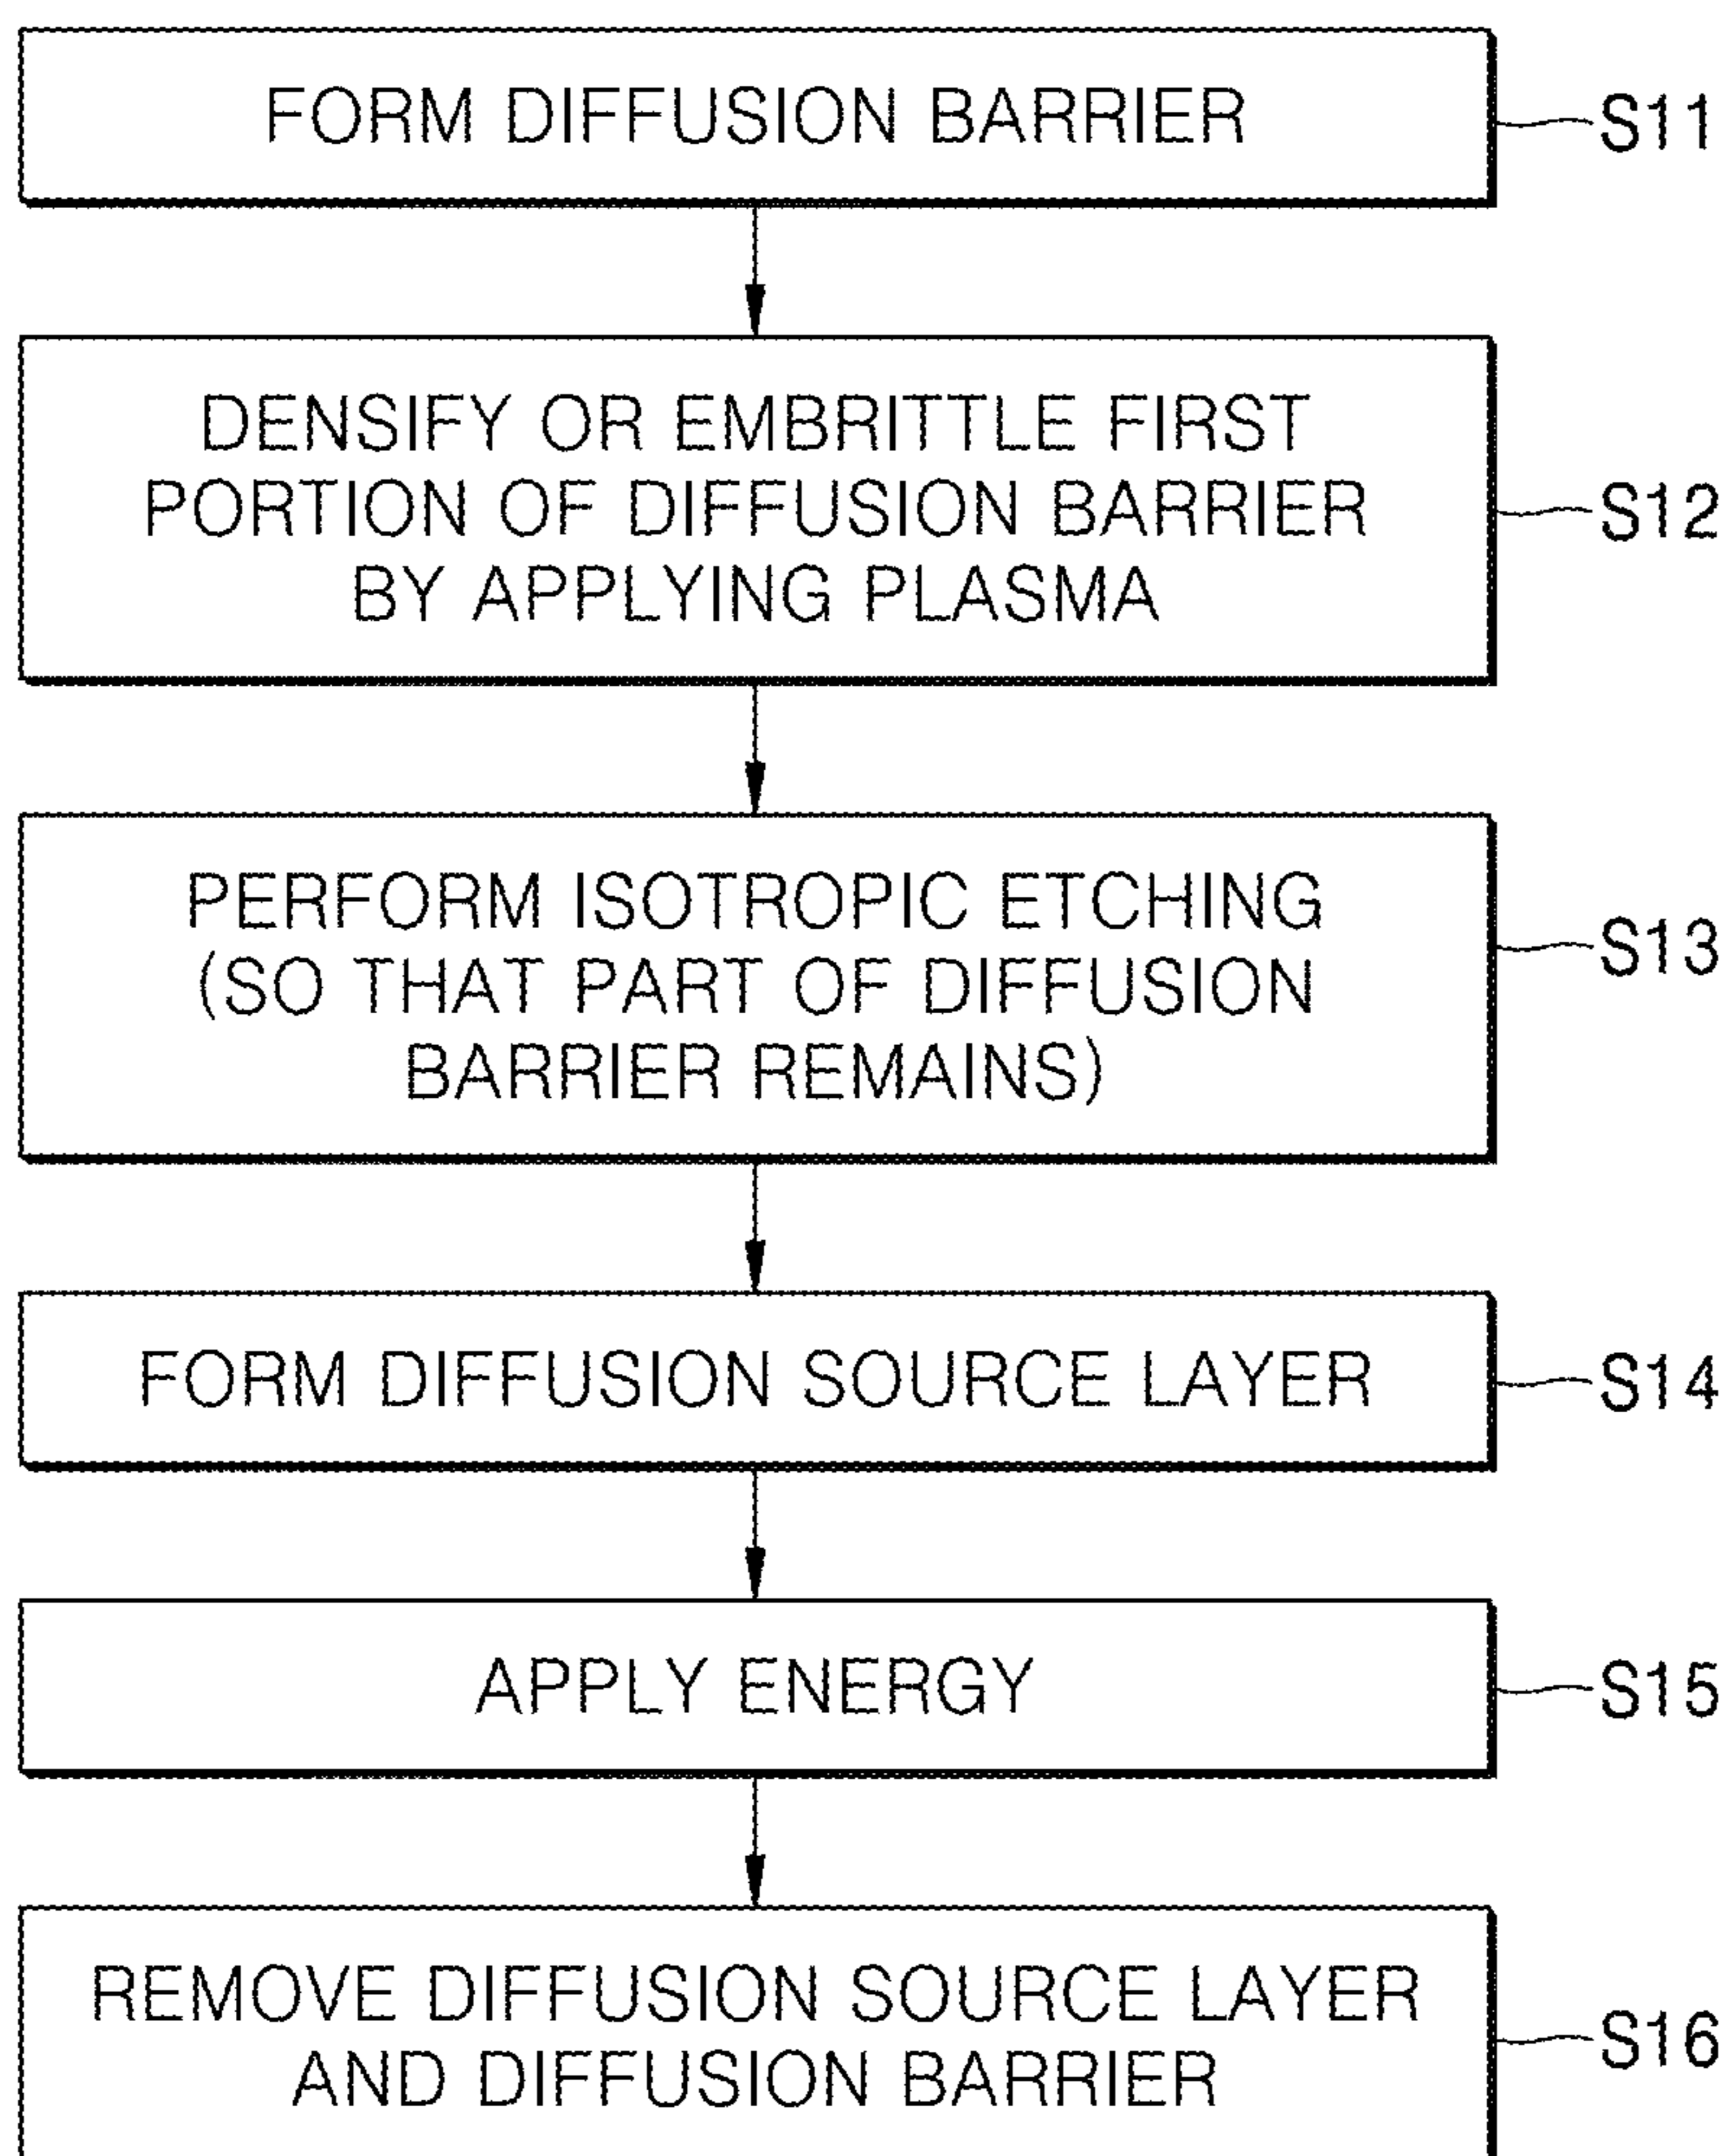 FORM DIFFUSION BARRIER
S11
DENSIFY OR EMBRITTLE FIRST
PORTION OF DIFFUSION BARRIER
BY APPLYING PLASMA
S12
PERFORM ISOTROPIC ETCHING
(SO THAT PART OF DIFFUSION
BARRIER REMAINS)
S13
FORM DIFFUSION SOURCE LAYER
S14
APPLY ENERGY
S15
REMOVE DIFFUSION SOURCE LAYER
AND DIFFUSION BARRIER
S16